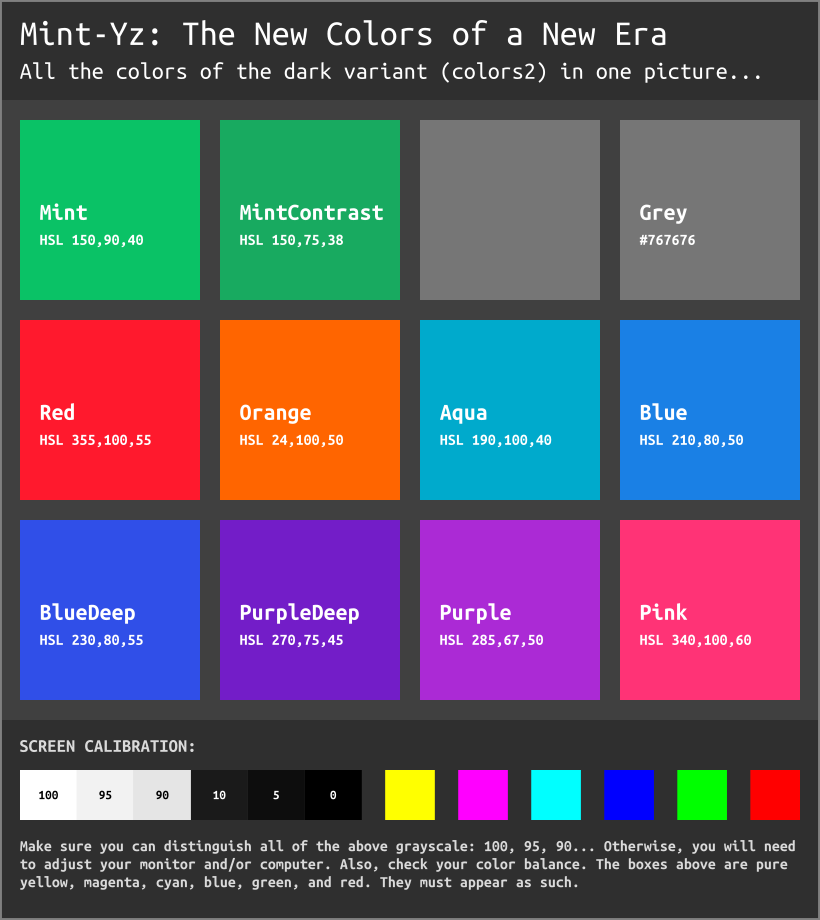 Mint-Yz: The New Colors of a New Era
All the colors of the dark variant (colors2) in one picture...
Mint
HSL 150,90,40
MintContrast
HSL 150,75,38
Grey
#767676
Red
HSL 355,100,55
Orange
HSL 24,100,50
Aqua
HSL 190,100,40
Blue
HSL 210,80,50
BlueDeep
HSL 230,80,55
PurpleDeep
HSL 270,75,45
Purple
HSL 285,67,50
Pink
HSL 340,100,60
SCREEN CALIBRATION:
100 95 90 10 5 0
Make sure you can distinguish all of the above grayscale: 100, 95, 90... Otherwise, you will need
to adjust your monitor and/or computer. Also, check your color balance. The boxes above are pure
yellow, magenta, cyan, blue, green, and red. They must appear as such.